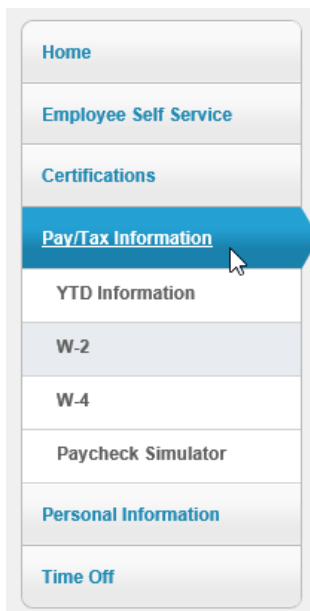 Home
Employee Self Service
Certifications
Pay/Tax Information
YTD Information
W-2
W-4
Paycheck Simulator
Personal Information
Time Off